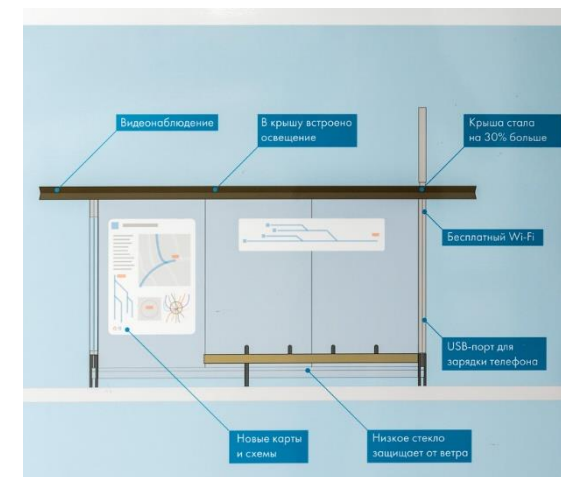 Видеонаблюдение
В крышу встроено
освещение
Крыша стала
на 30% больше
Бесплатный Wi-Fi
USB-порт для
зарядки телефона
Новые карты
и схемы
Низкое стекло
защищает от ветра